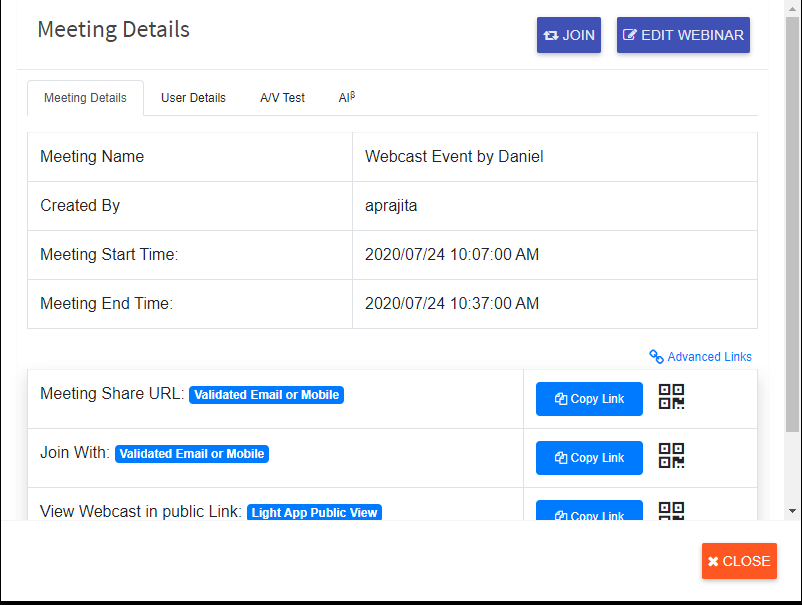 Meeting Details
JOIN
EDIT WEBINAR
Meeting Details
User Details
A/V Test
AIβ
Meeting Name
Webcast Event by Daniel
Created By
aprajita
Meeting Start Time:
2020/07/24 10:07:00 AM
Meeting End Time:
2020/07/24 10:37:00 AM
Advanced Links
Meeting Share URL: Validated Email or Mobile
Copy Link
Join With: Validated Email or Mobile
Copy Link
View Webcast in public Link: Light App Public View
Copy Link
CLOSE